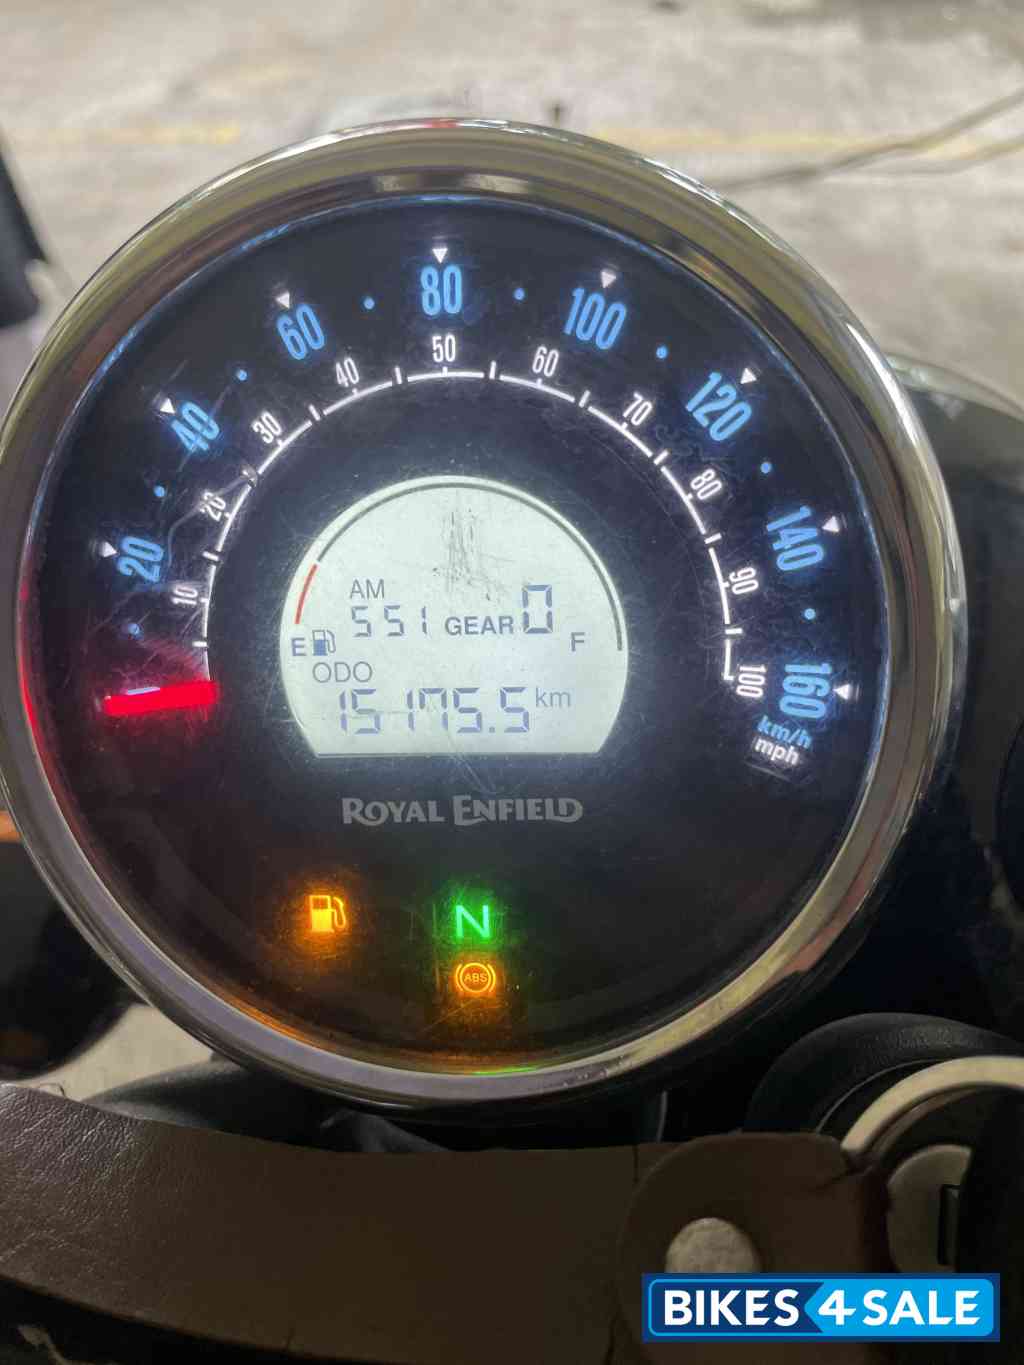 20 40 60 80 100 120 140 160
km/h
mph
10 20 30 40 50 60 70 80 90 100
AM
551 GEAR 0
E F
ODO
15175.5 km
ROYAL ENFIELD
N
ABS
BIKES4SALE